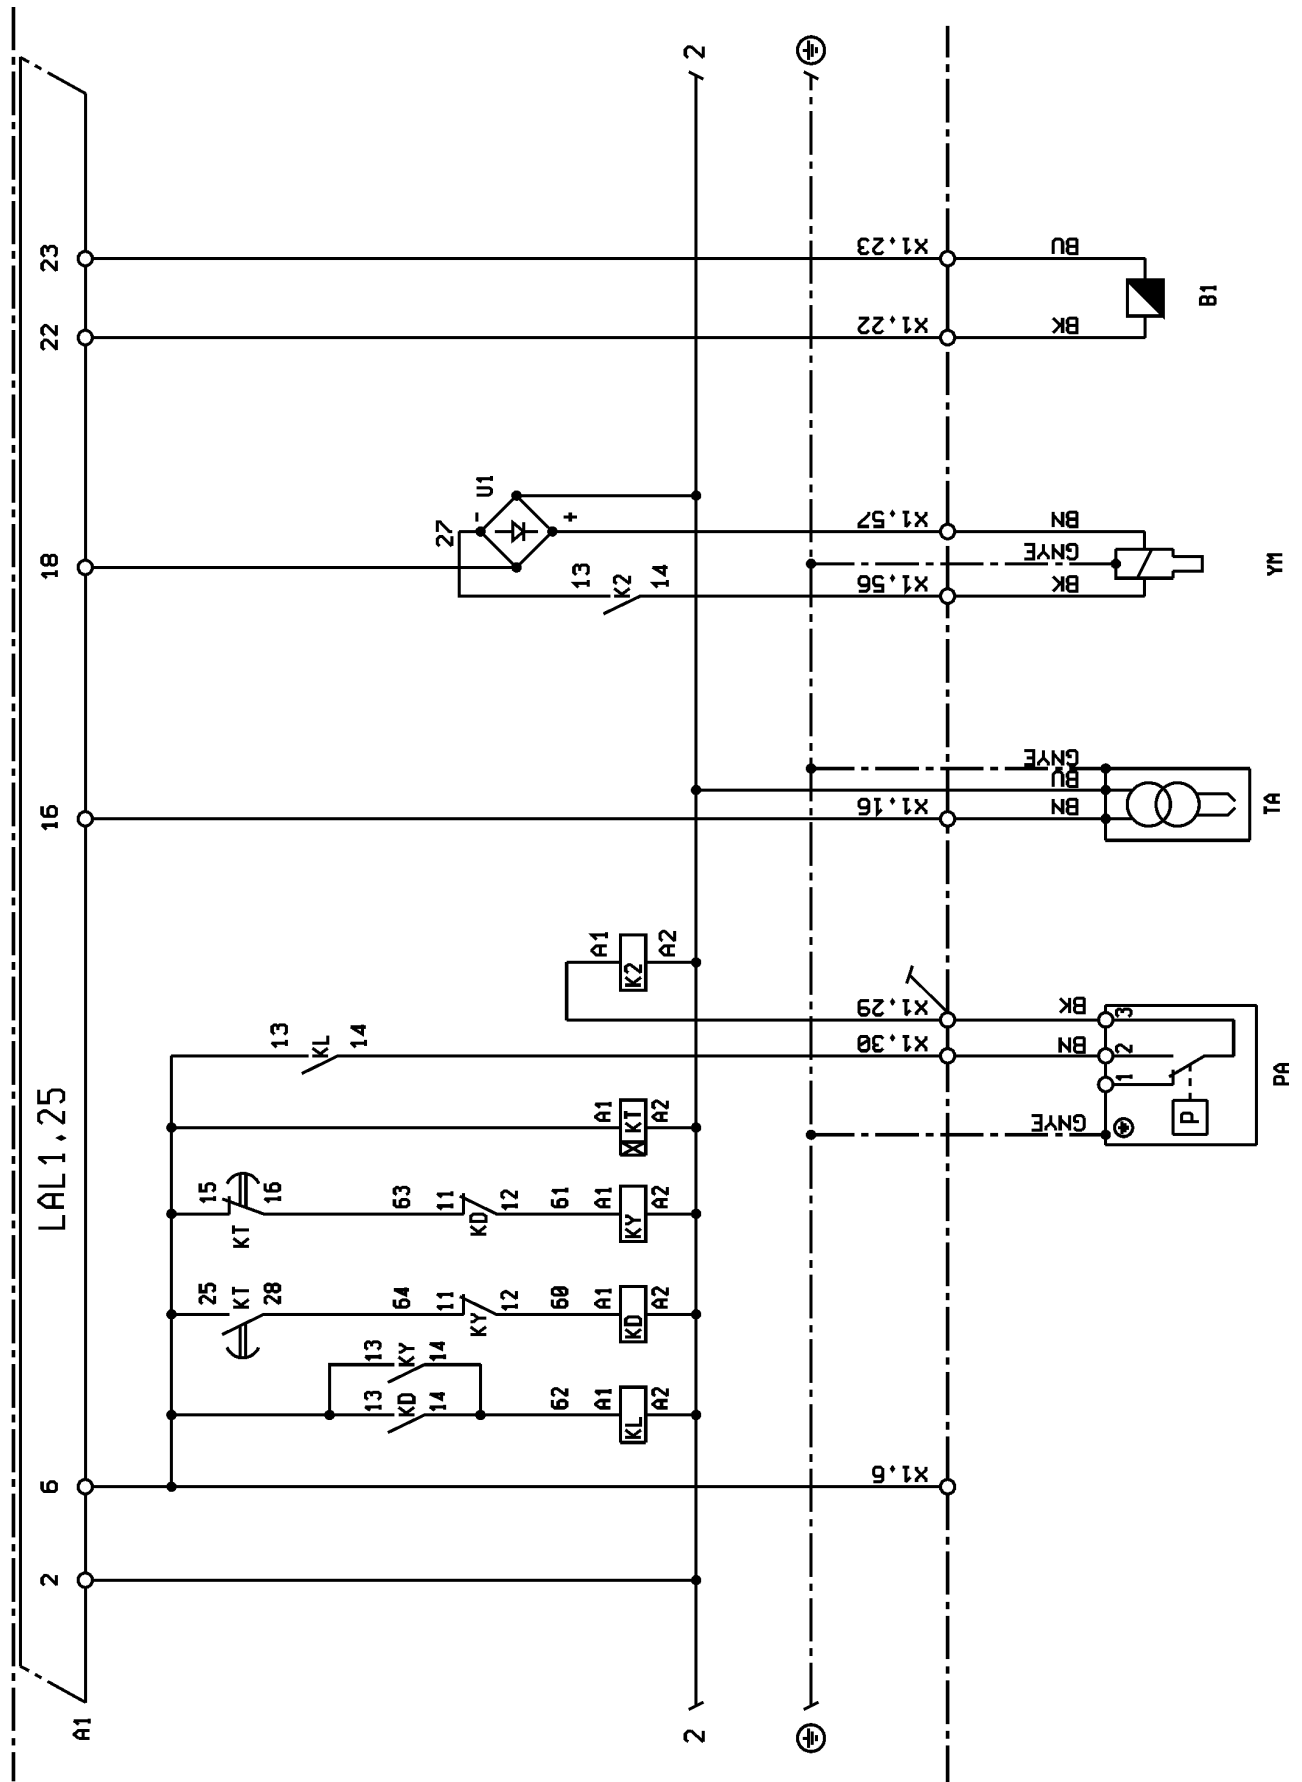 A1
LAL1.25
2
6
16
18
22
23
15
KT
16
25
KT
28
13
KL
14
63
11
KD
12
61
A1
KY
A2
64
11
KY
12
60
A1
KD
A2
13
KY
14
13
KD
14
62
A1
KL
A2
A1
KT
A2
A1
K2
A2
27
U1
-
+
13
K2
14
2
2
X1.6
X1.30
X1.29
X1.16
X1.56
X1.57
X1.22
X1.23
GNYE
BN
BK
BN
BU
GNYE
BK
GNYE
BN
BK
BU
1
2
3
P
PA
TA
YM
B1